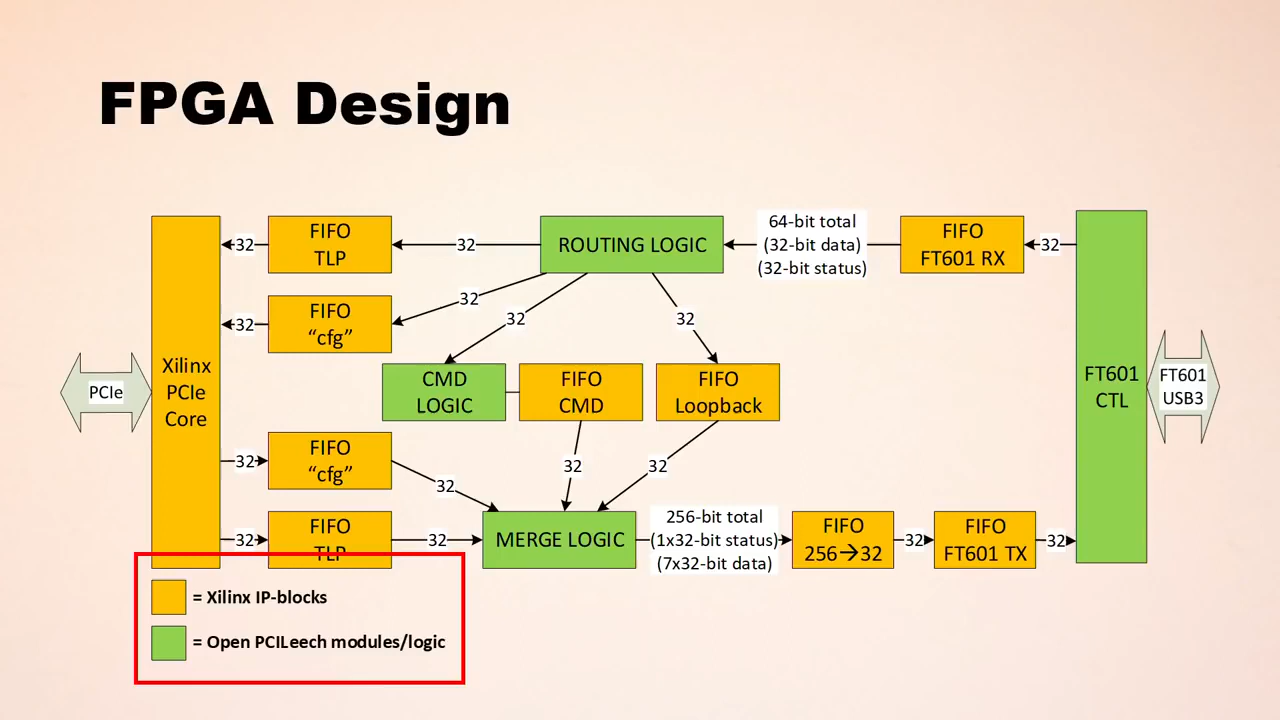 FPGA Design
32
FIFO
TLP
32
ROUTING LOGIC
64-bit total
(32-bit data)
(32-bit status)
FIFO
FT601 RX
32
32
FIFO
“cfg”
32
32
32
PCIe
Xilinx
PCIe
Core
CMD
LOGIC
FIFO
CMD
FIFO
Loopback
FT601
CTL
FT601
USB3
32
FIFO
“cfg”
32
32
32
32
FIFO
TLP
32
MERGE LOGIC
256-bit total
(1x32-bit status)
(7x32-bit data)
FIFO
256→32
32
FIFO
FT601 TX
32
= Xilinx IP-blocks
= Open PCILeech modules/logic